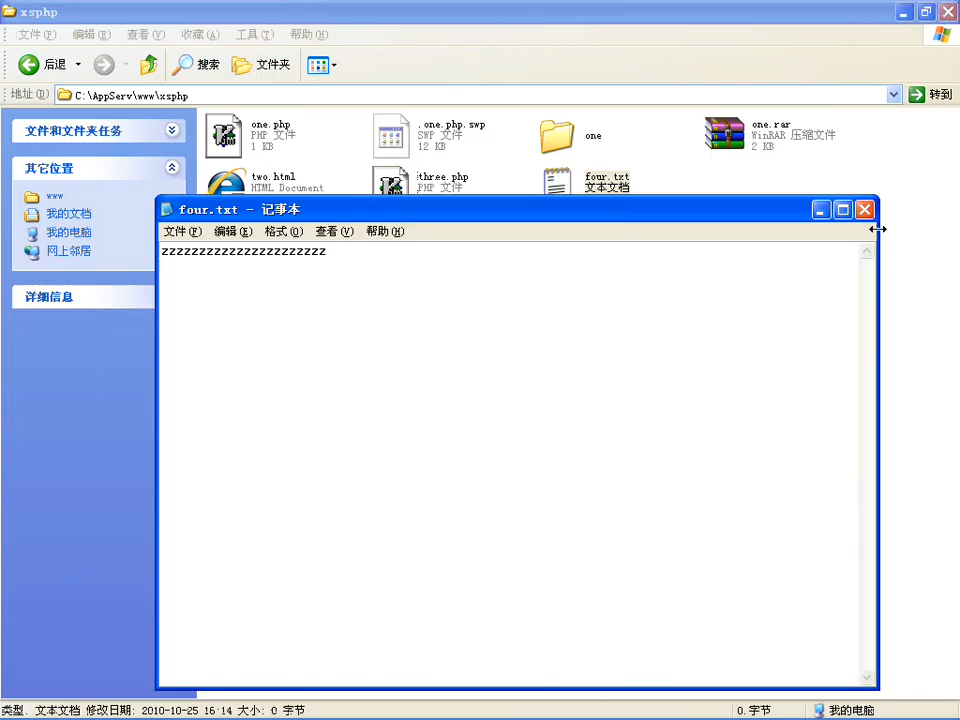 xsphp
文件(F) 编辑(E) 查看(V) 收藏(A) 工具(T) 帮助(H)
后退 搜索 文件夹
地址(D) C:\AppServ\www\xsphp 转到
文件和文件夹任务
其它位置
www
我的文档
我的电脑
网上邻居
详细信息
one.php
PHP 文件
1 KB
.one.php.swp
SWP 文件
12 KB
one
one.rar
WinRAR 压缩文件
2 KB
two.html
HTML Document
three.php
PHP 文件
four.txt
文本文档
four.txt - 记事本
文件(F) 编辑(E) 格式(O) 查看(V) 帮助(H)
zzzzzzzzzzzzzzzzzzzzzz
类型: 文本文档 修改日期: 2010-10-25 16:14 大小: 0 字节
0 字节
我的电脑